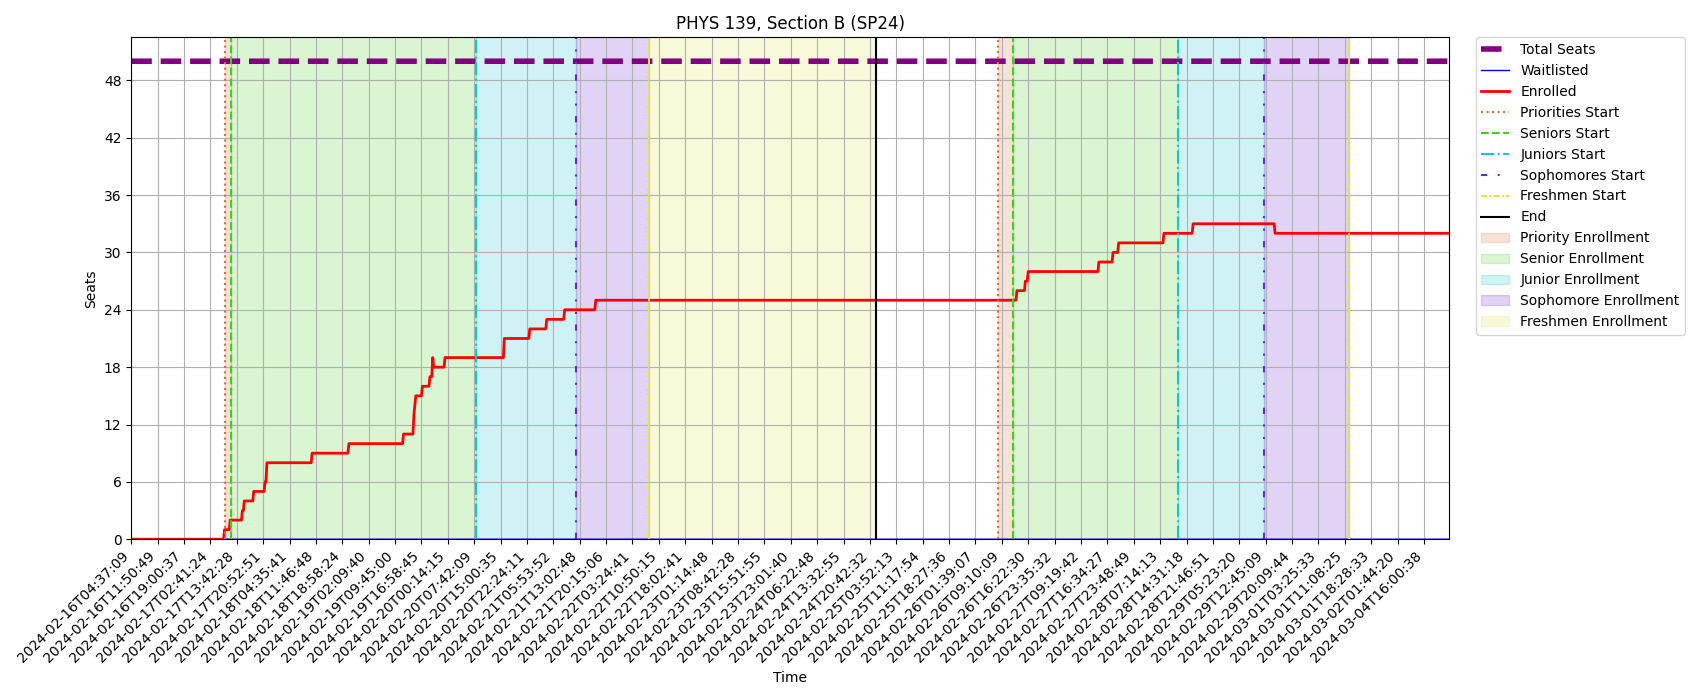 PHYS 139, Section B (SP24)
Seats
48
42
36
30
24
18
12
6
0
2024-02-16T04:37:09
2024-02-16T11:50:49
2024-02-16T19:00:37
2024-02-17T02:41:24
2024-02-17T13:42:28
2024-02-17T20:52:51
2024-02-18T04:35:41
2024-02-18T11:46:48
2024-02-18T18:58:24
2024-02-19T02:09:40
2024-02-19T09:45:00
2024-02-19T16:58:45
2024-02-20T00:14:15
2024-02-20T07:42:09
2024-02-20T15:00:35
2024-02-20T22:24:11
2024-02-21T05:53:52
2024-02-21T13:02:48
2024-02-21T20:15:06
2024-02-22T03:24:41
2024-02-22T10:50:15
2024-02-22T18:02:41
2024-02-23T01:14:48
2024-02-23T08:42:28
2024-02-23T15:51:55
2024-02-23T23:01:40
2024-02-24T06:22:48
2024-02-24T13:32:55
2024-02-24T20:42:32
2024-02-25T03:52:13
2024-02-25T11:17:54
2024-02-25T18:27:36
2024-02-26T01:39:07
2024-02-26T09:10:09
2024-02-26T16:22:30
2024-02-26T23:35:32
2024-02-27T09:19:42
2024-02-27T16:34:27
2024-02-27T23:48:49
2024-02-28T07:14:13
2024-02-28T14:31:18
2024-02-28T21:46:51
2024-02-29T05:23:20
2024-02-29T12:45:09
2024-02-29T20:09:44
2024-03-01T03:25:33
2024-03-01T11:08:25
2024-03-01T18:28:33
2024-03-02T01:44:20
2024-03-04T16:00:38
Time
Total Seats
Waitlisted
Enrolled
Priorities Start
Seniors Start
Juniors Start
Sophomores Start
Freshmen Start
End
Priority Enrollment
Senior Enrollment
Junior Enrollment
Sophomore Enrollment
Freshmen Enrollment